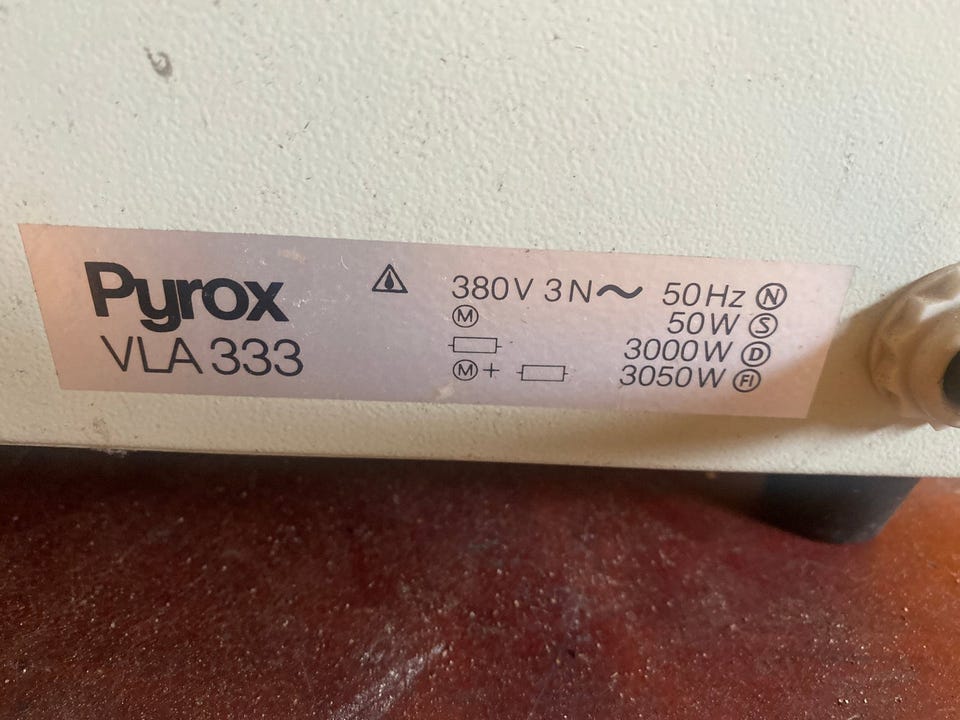 Pyrox
VLA 333
380V 3N~ 50Hz Ⓝ
Ⓜ 50W Ⓢ
3000W Ⓓ
Ⓜ+ 3050W FI